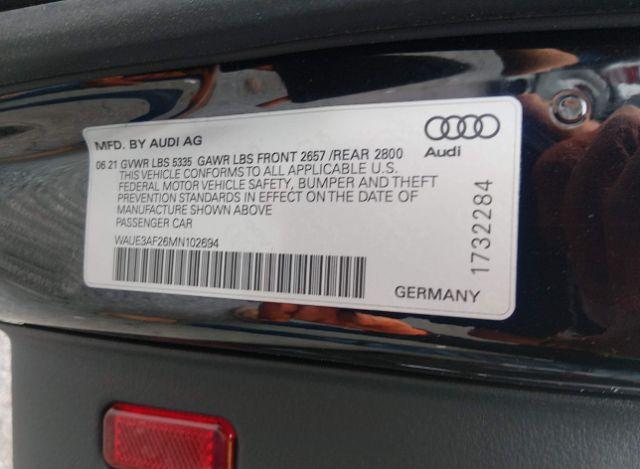 MFD. BY AUDI AG
06 21 GVWR LBS 5335 GAWR LBS FRONT 2657 /REAR 2800
THIS VEHICLE CONFORMS TO ALL APPLICABLE U.S.
FEDERAL MOTOR VEHICLE SAFETY, BUMPER AND THEFT
PREVENTION STANDARDS IN EFFECT ON THE DATE OF
MANUFACTURE SHOWN ABOVE
PASSENGER CAR
WAUE3AF26MN102694
GERMANY
Audi
1732284